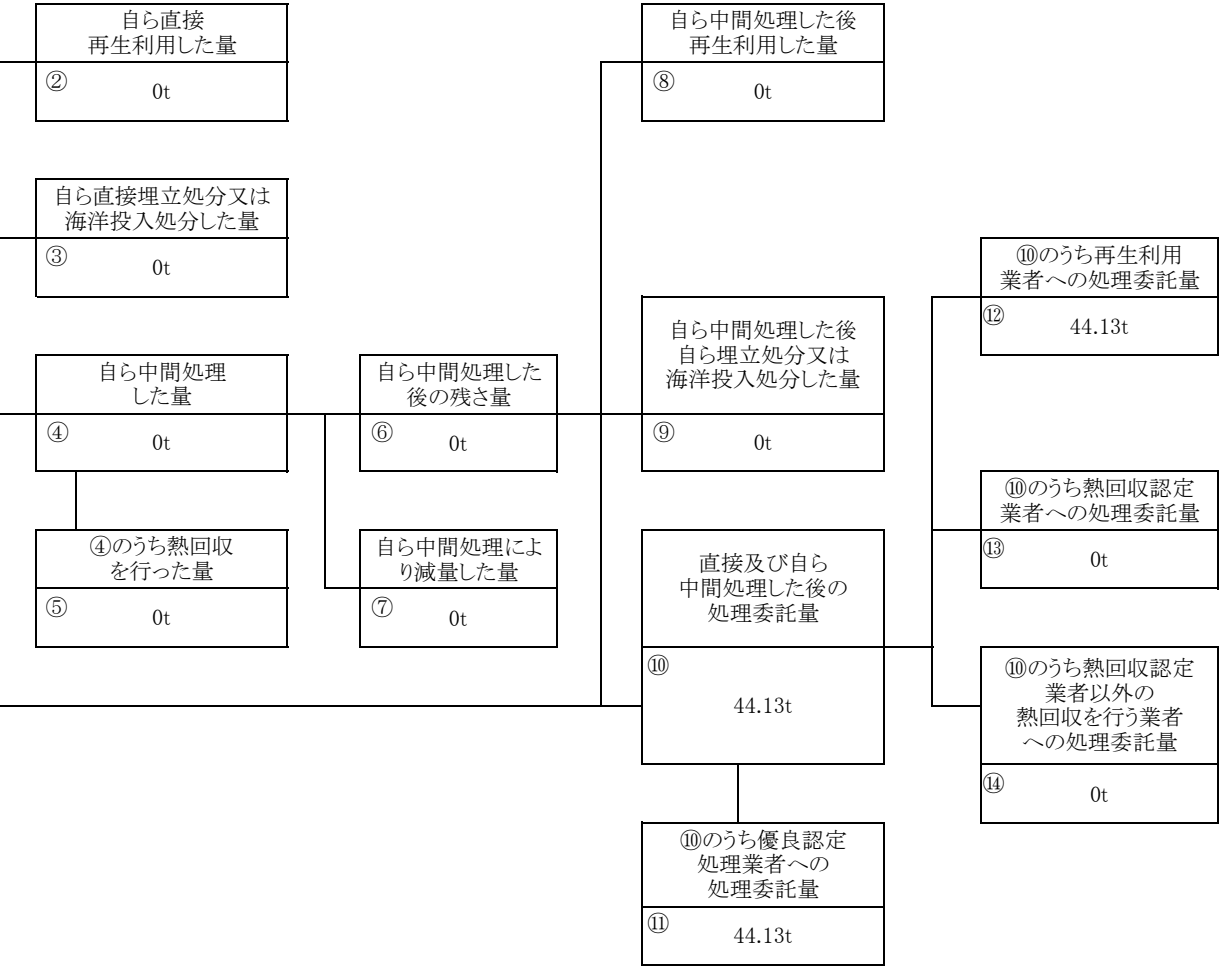 自ら直接
再生利用した量
②
0t
自ら直接埋立処分又は
海洋投入処分した量
③
0t
自ら中間処理
した量
④
0t
④のうち熱回収
を行った量
⑤
0t
自ら中間処理した
後の残さ量
⑥
0t
自ら中間処理によ
り減量した量
⑦
0t
自ら中間処理した後
再生利用した量
⑧
0t
自ら中間処理した後
自ら埋立処分又は
海洋投入処分した量
⑨
0t
直接及び自ら
中間処理した後の
処理委託量
⑩
44.13t
⑩のうち優良認定
処理業者への
処理委託量
⑪
44.13t
⑩のうち再生利用
業者への処理委託量
⑫
44.13t
⑩のうち熱回収認定
業者への処理委託量
⑬
0t
⑩のうち熱回収認定
業者以外の
熱回収を行う業者
への処理委託量
⑭
0t